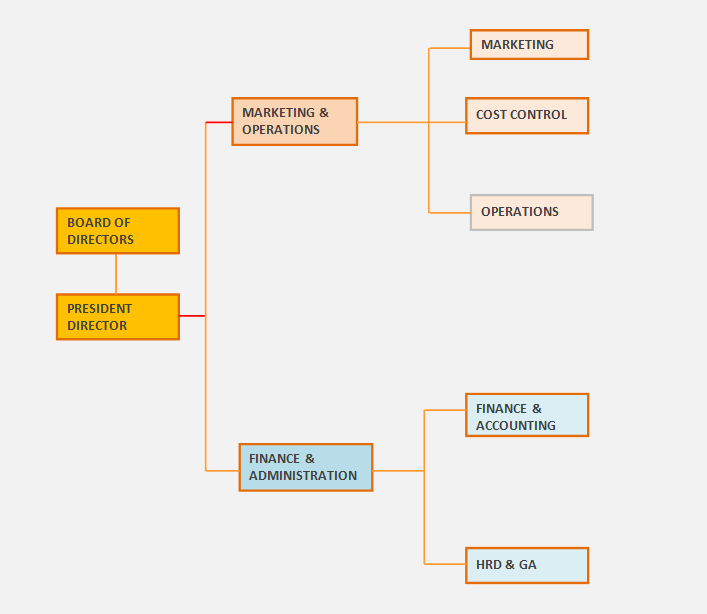 MARKETING
MARKETING &
OPERATIONS
COST CONTROL
OPERATIONS
BOARD OF
DIRECTORS
PRESIDENT
DIRECTOR
FINANCE &
ACCOUNTING
FINANCE &
ADMINISTRATION
HRD & GA